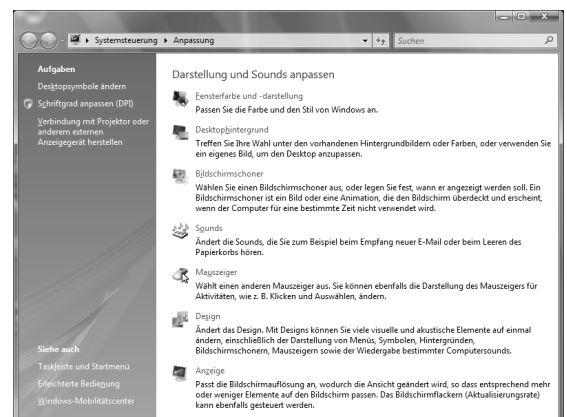 Systemsteuerung ▸ Anpassung
Suchen
Aufgaben
Desktopsymbole ändern
Schriftgrad anpassen (DPI)
Verbindung mit Projektor oder
anderem externen
Anzeigegerät herstellen
Siehe auch
Taskleiste und Startmenü
Erleichterte Bedienung
Windows-Mobilitätscenter
Darstellung und Sounds anpassen
Fensterfarbe und -darstellung
Passen Sie die Farbe und den Stil von Windows an.
Desktophintergrund
Treffen Sie Ihre Wahl unter den vorhandenen Hintergrundbildern oder Farben, oder verwenden Sie
ein eigenes Bild, um den Desktop anzupassen.
Bildschirmschoner
Wählen Sie einen Bildschirmschoner aus, oder legen Sie fest, wann er angezeigt werden soll. Ein
Bildschirmschoner ist ein Bild oder eine Animation, die den Bildschirm überdeckt und erscheint,
wenn der Computer für eine bestimmte Zeit nicht verwendet wird.
Sounds
Ändert die Sounds, die Sie zum Beispiel beim Empfang neuer E-Mail oder beim Leeren des
Papierkorbs hören.
Mauszeiger
Wählt einen anderen Mauszeiger aus. Sie können ebenfalls die Darstellung des Mauszeigers für
Aktivitäten, wie z. B. Klicken und Auswählen, ändern.
Design
Ändert das Design. Mit Designs können Sie viele visuelle und akustische Elemente auf einmal
ändern, einschließlich der Darstellung von Menüs, Symbolen, Hintergründen,
Bildschirmschonern, Mauszeigern sowie der Wiedergabe bestimmter Computersounds.
Anzeige
Passt die Bildschirmauflösung an, wodurch die Ansicht geändert wird, so dass entsprechend mehr
oder weniger Elemente auf den Bildschirm passen. Das Bildschirmflackern (Aktualisierungsrate)
kann ebenfalls gesteuert werden.